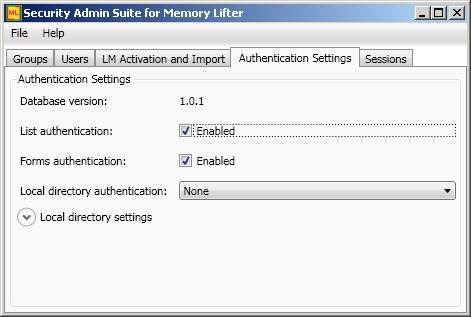 ML Security Admin Suite for Memory Lifter
File Help
Groups Users LM Activation and Import Authentication Settings Sessions
Authentication Settings
Database version: 1.0.1
List authentication: Enabled
Forms authentication: Enabled
Local directory authentication: None
Local directory settings